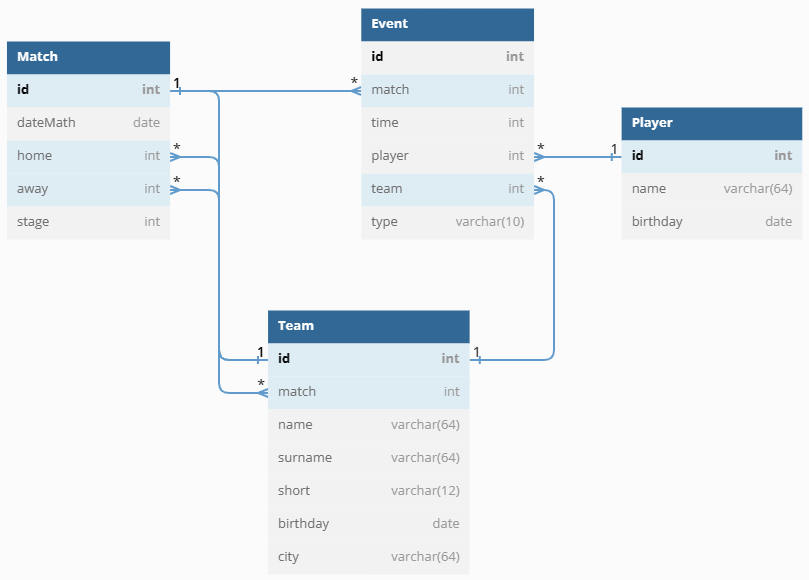 Match
id int
dateMath date
home int
away int
stage int
1
*
*
Event
id int
match int
time int
player int
team int
type varchar(10)
*
*
*
Player
id int
name varchar(64)
birthday date
1
Team
id int
match int
name varchar(64)
surname varchar(64)
short varchar(12)
birthday date
city varchar(64)
1
*
1